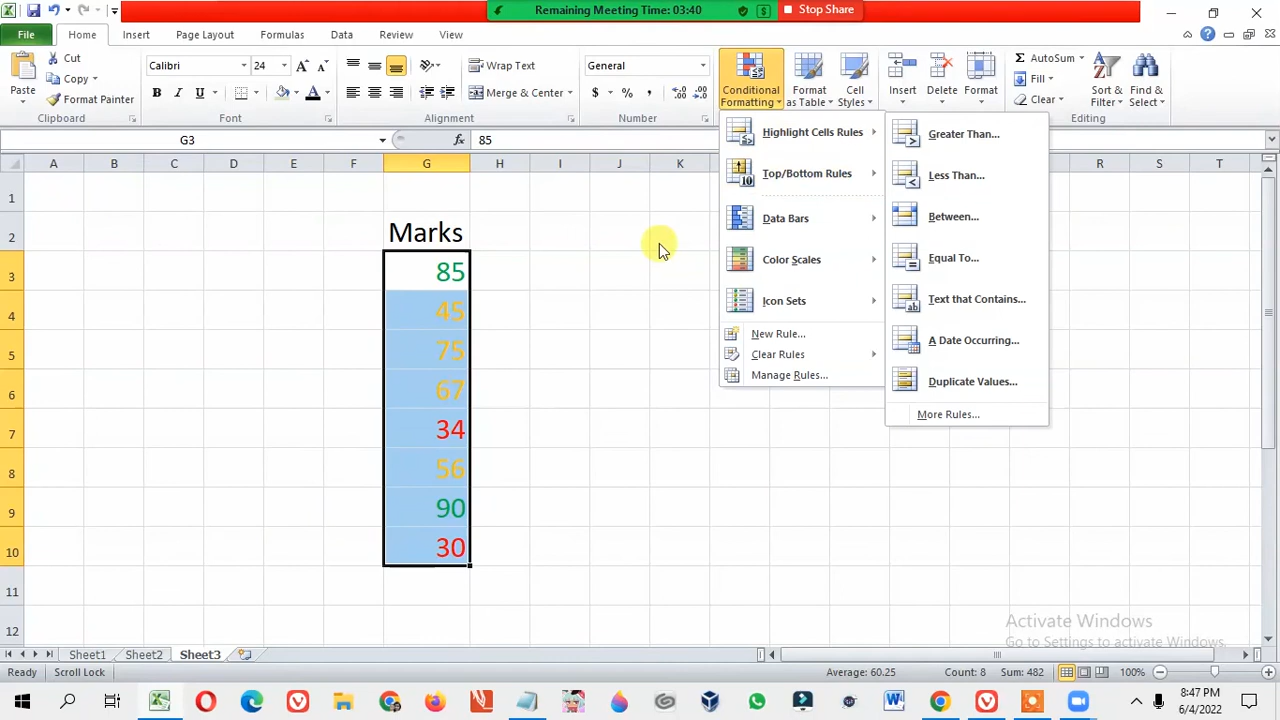 Remaining Meeting Time: 03:40
$
Stop Share
File
Home
Insert
Page Layout
Formulas
Data
Review
View
Paste
Cut
Copy
Format Painter
Clipboard
Calibri
24
A
A
B
I
U
A
Font
Wrap Text
Merge & Center
Alignment
General
$
%
,
Number
Conditional
Formatting
Format
as Table
Cell
Styles
Insert
Delete
Format
Σ AutoSum
Fill
Clear
Sort &
Filter
Find &
Select
Editing
G3
fx
85
A B C D E F G H I J K R S T
1
2
3
4
5
6
7
8
9
10
11
12
Marks
85
45
75
67
34
56
90
30
Highlight Cells Rules
Top/Bottom Rules
Data Bars
Color Scales
Icon Sets
New Rule...
Clear Rules
Manage Rules...
Greater Than...
Less Than...
Between...
Equal To...
Text that Contains...
A Date Occurring...
Duplicate Values...
More Rules...
Activate Windows
Go to Settings to activate Windows.
Sheet1
Sheet2
Sheet3
Ready
Scroll Lock
Average: 60.25
Count: 8
Sum: 482
100%
8:47 PM
6/4/2022